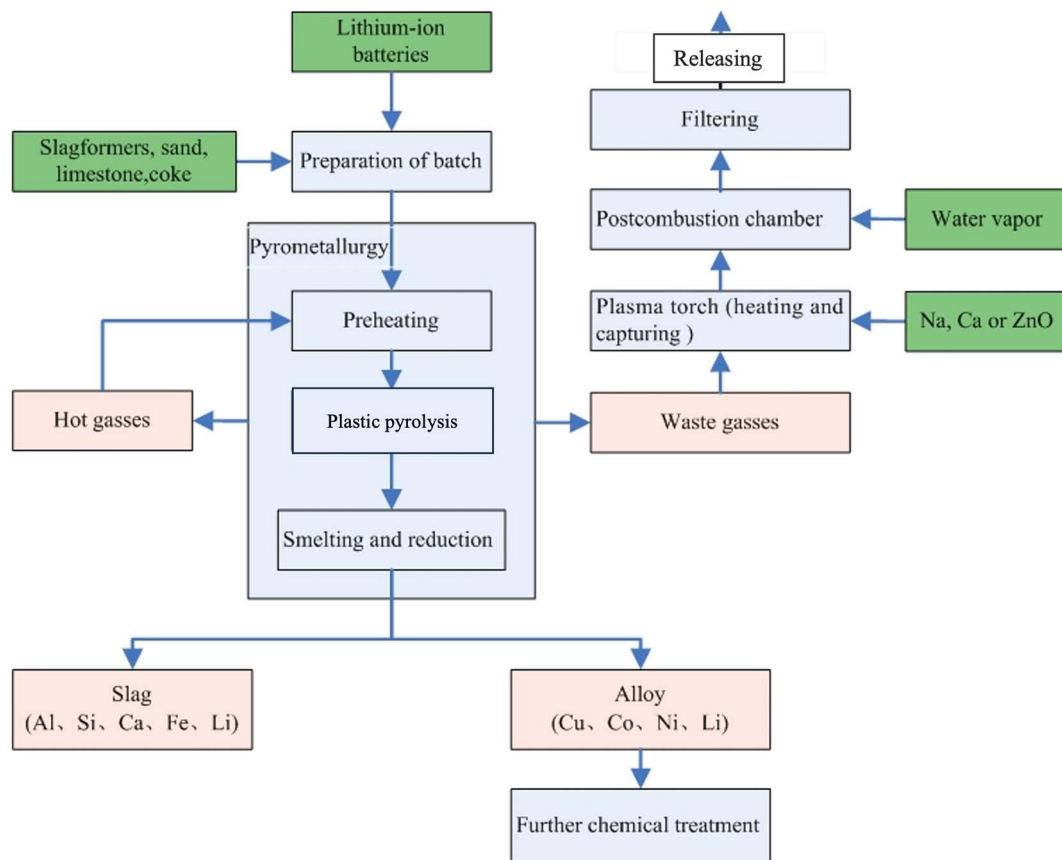 Lithium-ion
batteries
Releasing
Filtering
Slagformers, sand,
limestone,coke
Preparation of batch
Postcombustion chamber
Water vapor
Pyrometallurgy
Preheating
Plasma torch (heating and
capturing )
Na, Ca or ZnO
Hot gasses
Plastic pyrolysis
Waste gasses
Smelting and reduction
Slag
(Al、Si、Ca、Fe、Li)
Alloy
(Cu、Co、Ni、Li)
Further chemical treatment